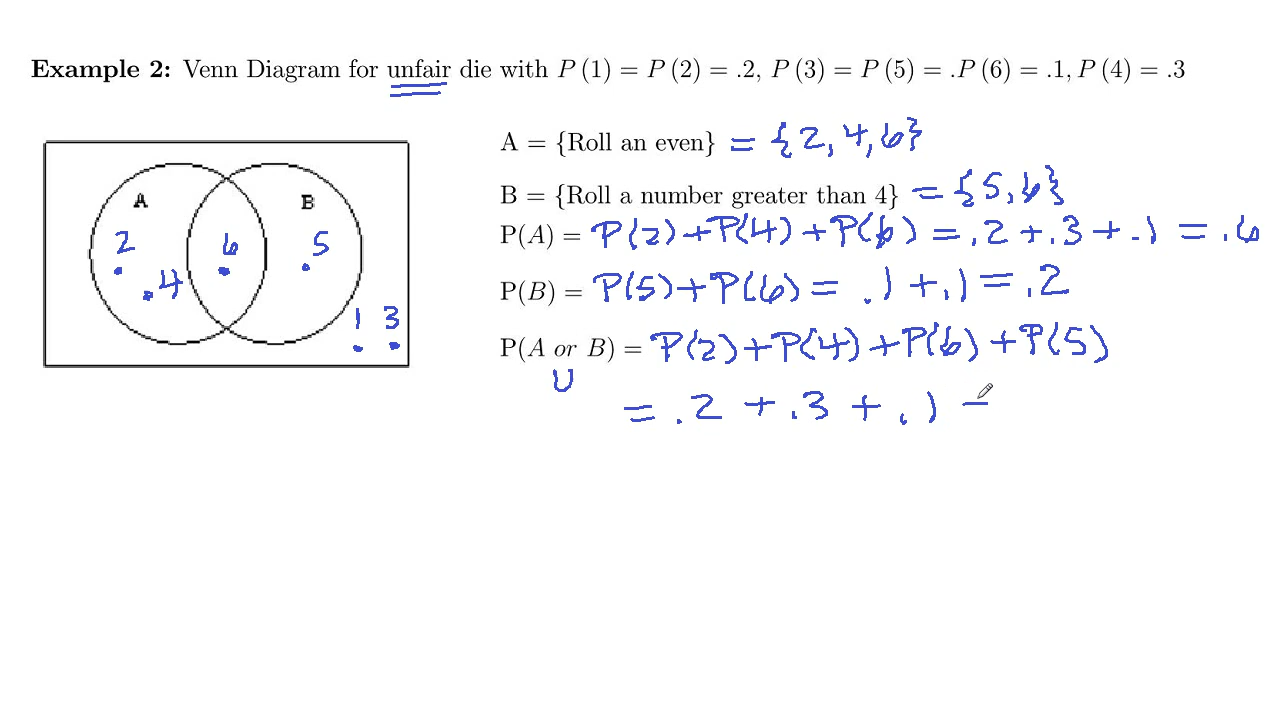 Example 2: Venn Diagram for unfair die with P (1) = P (2) = .2, P (3) = P (5) = .P (6) = .1, P (4) = .3
A = {Roll an even} = {2, 4, 6}
B = {Roll a number greater than 4} = {5, 6}
P(A) = P(2) + P(4) + P(6) = .2 + .3 + .1 = .6
P(B) = P(5) + P(6) = .1 + .1 = .2
P(A or B) = P(2) + P(4) + P(6) + P(5)
U
= .2 + .3 + .1 –
A
B
2
6
5
4
1 3